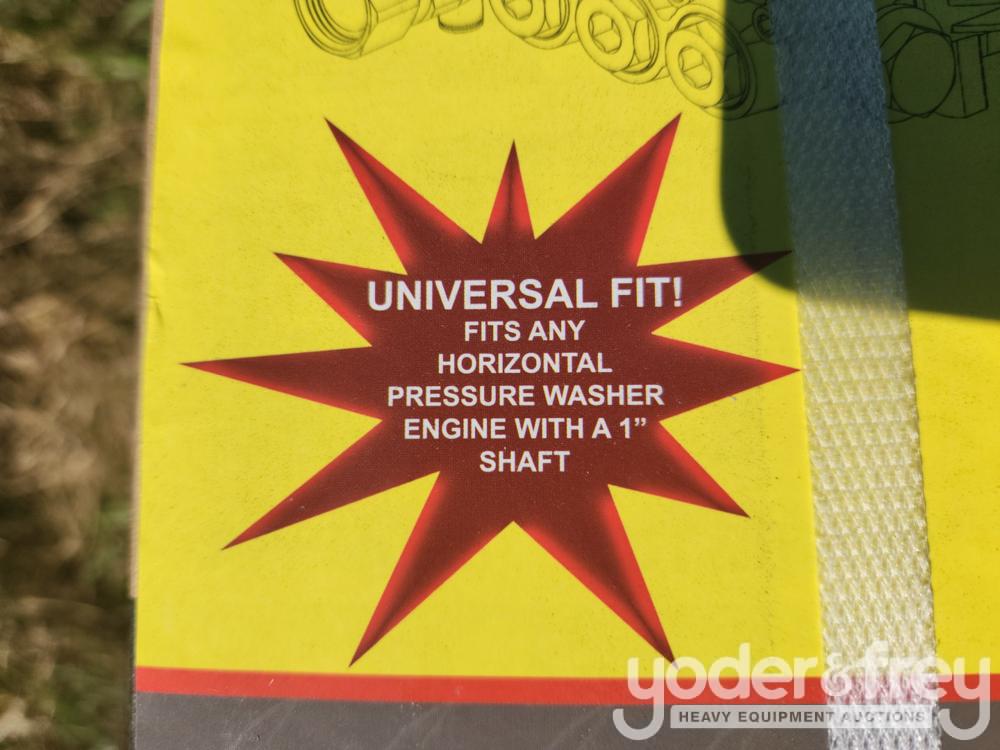 UNIVERSAL FIT!
FITS ANY
HORIZONTAL
PRESSURE WASHER
ENGINE WITH A 1”
SHAFT
yoder&frey
HEAVY EQUIPMENT AUCTIONS